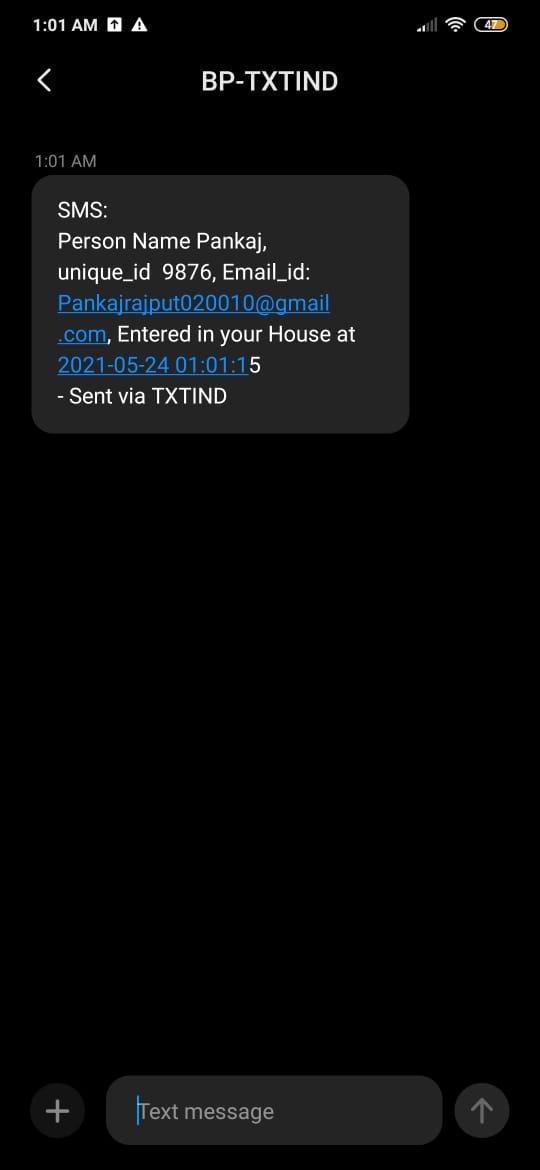 1:01 AM
47
BP-TXTIND
1:01 AM
SMS:
Person Name Pankaj,
unique_id  9876, Email_id:
Pankajrajput020010@gmail
.com, Entered in your House at
2021-05-24 01:01:15
- Sent via TXTIND
Text message